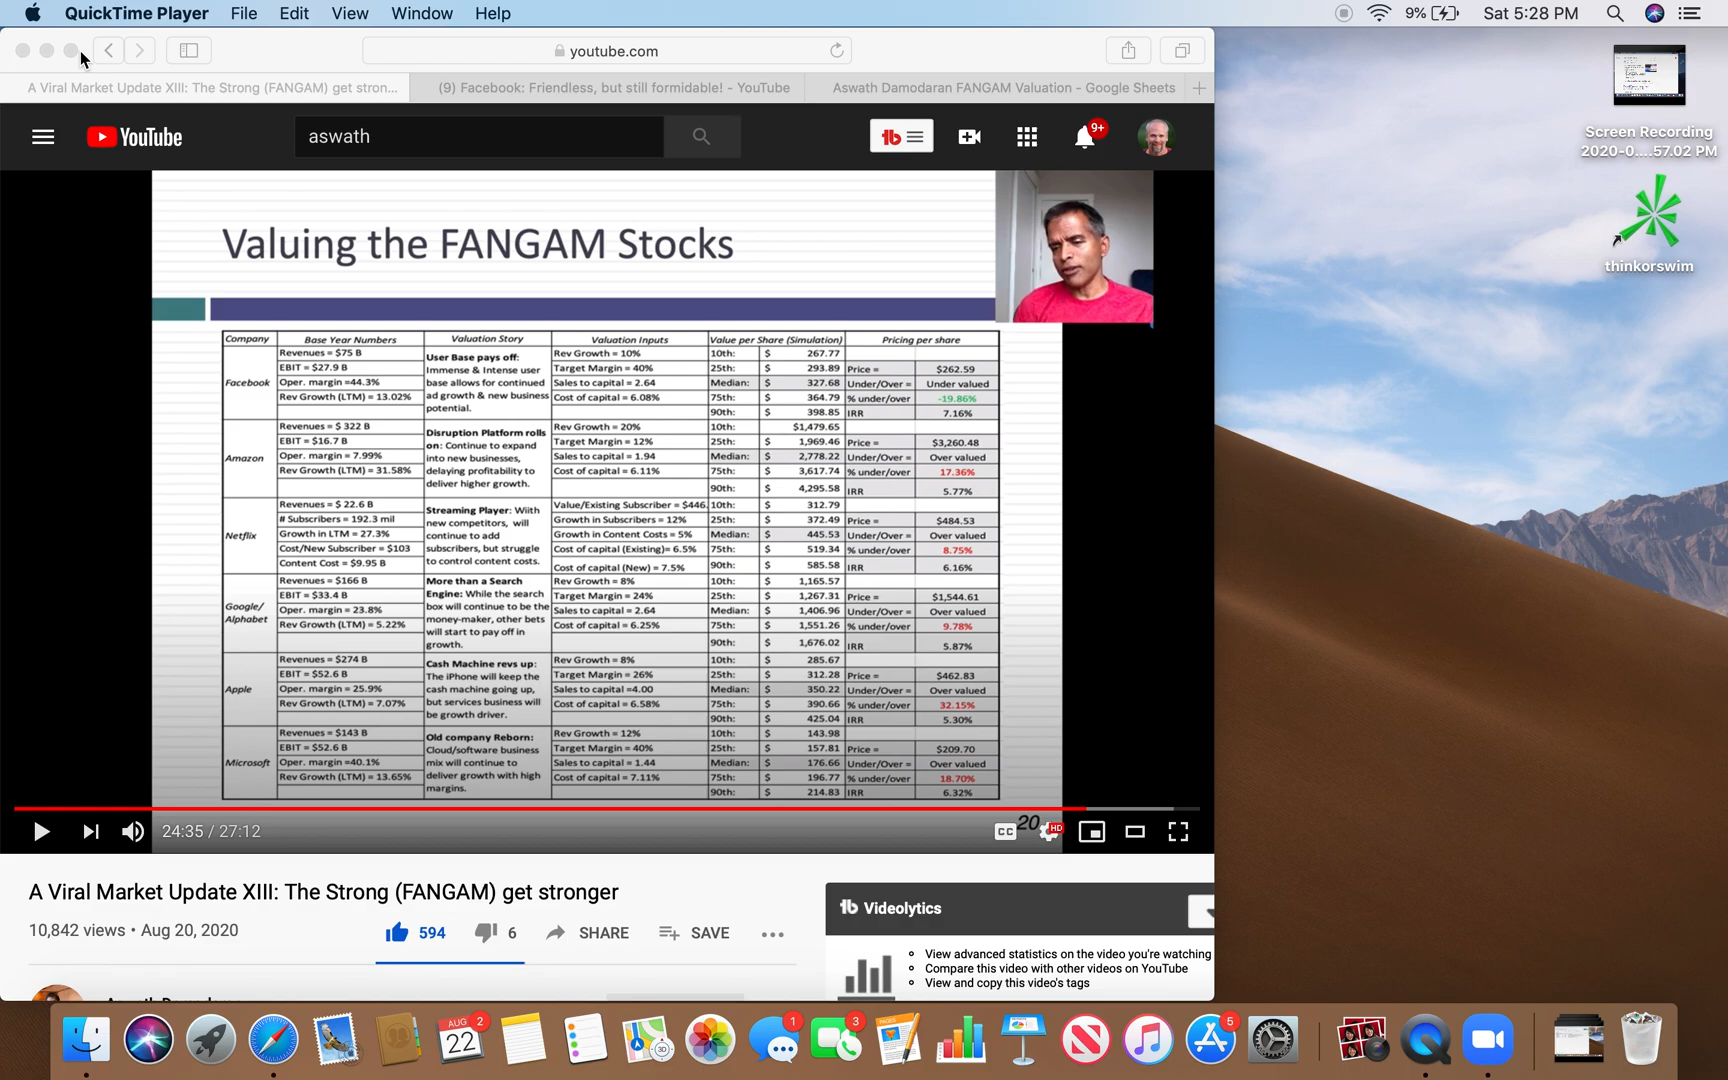 QuickTime Player File Edit View Window Help
9% Sat 5:28 PM
youtube.com
A Viral Market Update XIII: The Strong (FANGAM) get stron...
(9) Facebook: Friendless, but still formidable! - YouTube
Aswath Damodaran FANGAM Valuation - Google Sheets
YouTube
aswath
9+
Valuing the FANGAM Stocks
Company Base Year Numbers Valuation Story Valuation Inputs Value per Share (Simulation) Pricing per share
Facebook
Revenues = $75 B
EBIT = $27.9 B
Oper. margin =44.3%
Rev Growth (LTM) = 13.02%
User Base pays off:
Immense & Intense user
base allows for continued
ad growth & new business
potential.
Rev Growth = 10%
Target Margin = 40%
Sales to capital = 2.64
Cost of capital = 6.08%
10th: $ 267.77
25th: $ 293.89
Median: $ 327.68
75th: $ 364.79
90th: $ 398.85
Price = $262.59
Under/Over = Under valued
% under/over -19.86%
IRR 7.16%
Amazon
Revenues = $ 322 B
EBIT = $16.7 B
Oper. margin = 7.99%
Rev Growth (LTM) = 31.58%
Disruption Platform rolls
on: Continue to expand
into new businesses,
delaying profitability to
deliver higher growth.
Rev Growth = 20%
Target Margin = 12%
Sales to capital = 1.94
Cost of capital = 6.11%
10th: $1,479.65
25th: $ 1,969.46
Median: $ 2,778.22
75th: $ 3,617.74
90th: $ 4,295.58
Price = $3,260.48
Under/Over = Over valued
% under/over 17.36%
IRR 5.77%
Netflix
Revenues = $ 22.6 B
# Subscribers = 192.3 mil
Growth in LTM = 27.3%
Cost/New Subscriber = $103
Content Cost = $9.95 B
Streaming Player: Wiith
new competitors, will
continue to add
subscribers, but struggle
to control content costs.
Value/Existing Subscriber = $446.
Growth in Subscribers = 12%
Growth in Content Costs = 5%
Cost of capital (Existing)= 6.5%
Cost of capital (New) = 7.5%
10th: $ 312.79
25th: $ 372.49
Median: $ 445.53
75th: $ 519.34
90th: $ 585.58
Price = $484.53
Under/Over = Over valued
% under/over 8.75%
IRR 6.16%
Google/
Alphabet
Revenues = $166 B
EBIT = $33.4 B
Oper. margin = 23.8%
Rev Growth (LTM) = 5.22%
More than a Search
Engine: While the search
box will continue to be the
money-maker, other bets
will start to pay off in
growth.
Rev Growth = 8%
Target Margin = 24%
Sales to capital = 2.64
Cost of capital = 6.25%
10th: $ 1,165.57
25th: $ 1,267.31
Median: $ 1,406.96
75th: $ 1,551.26
90th: $ 1,676.02
Price = $1,544.61
Under/Over = Over valued
% under/over 9.78%
IRR 5.87%
Apple
Revenues = $274 B
EBIT = $52.6 B
Oper. margin = 25.9%
Rev Growth (LTM) = 7.07%
Cash Machine revs up:
The iPhone will keep the
cash machine going up,
but services business will
be growth driver.
Rev Growth = 8%
Target Margin = 26%
Sales to capital =4.00
Cost of capital = 6.58%
10th: $ 285.67
25th: $ 312.28
Median: $ 350.22
75th: $ 390.66
90th: $ 425.04
Price = $462.83
Under/Over = Over valued
% under/over 32.15%
IRR 5.30%
Microsoft
Revenues = $143 B
EBIT = $52.6 B
Oper. margin =40.1%
Rev Growth (LTM) = 13.65%
Old company Reborn:
Cloud/software business
mix will continue to
deliver growth with high
margins.
Rev Growth = 12%
Target Margin = 40%
Sales to capital = 1.44
Cost of capital = 7.11%
10th: $ 143.98
25th: $ 157.81
Median: $ 176.66
75th: $ 196.77
90th: $ 214.83
Price = $209.70
Under/Over = Over valued
% under/over 18.70%
IRR 6.32%
20
24:35 / 27:12
CC HD
A Viral Market Update XIII: The Strong (FANGAM) get stronger
10,842 views • Aug 20, 2020
594 6 SHARE SAVE
Videolytics
View advanced statistics on the video you're watching
Compare this video with other videos on YouTube
View and copy this video's tags
Screen Recording
2020-0....57.02 PM
thinkorswim
AUG
22
2
3D
1
3
PAGES
5